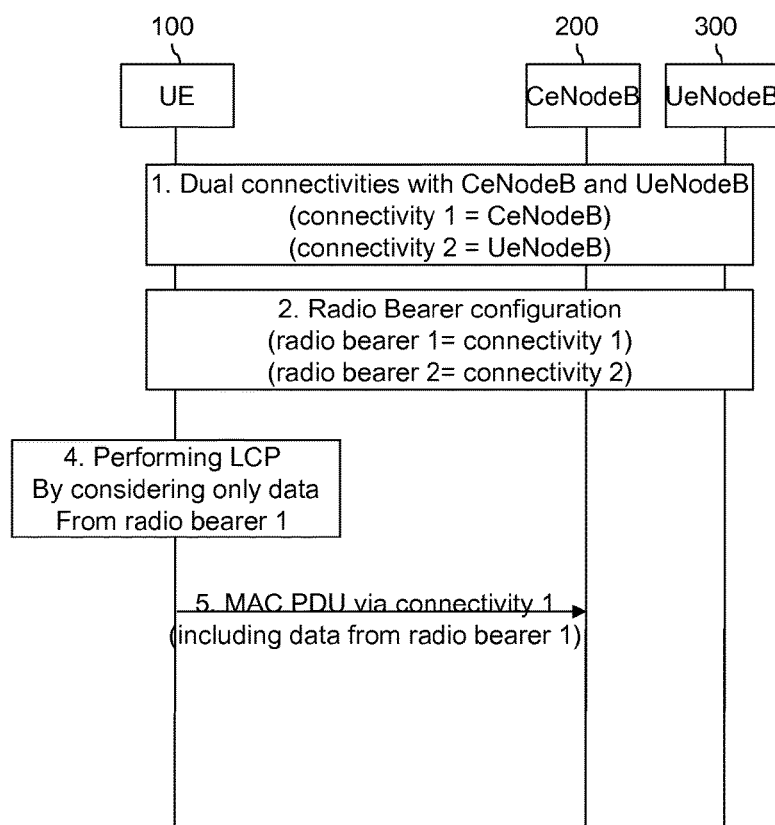 100 200 300
UE CeNodeB UeNodeB
1. Dual connectivities with CeNodeB and UeNodeB
(connectivity 1 = CeNodeB)
(connectivity 2 = UeNodeB)
2. Radio Bearer configuration
(radio bearer 1= connectivity 1)
(radio bearer 2= connectivity 2)
4. Performing LCP
By considering only data
From radio bearer 1
5. MAC PDU via connectivity 1
(including data from radio bearer 1)